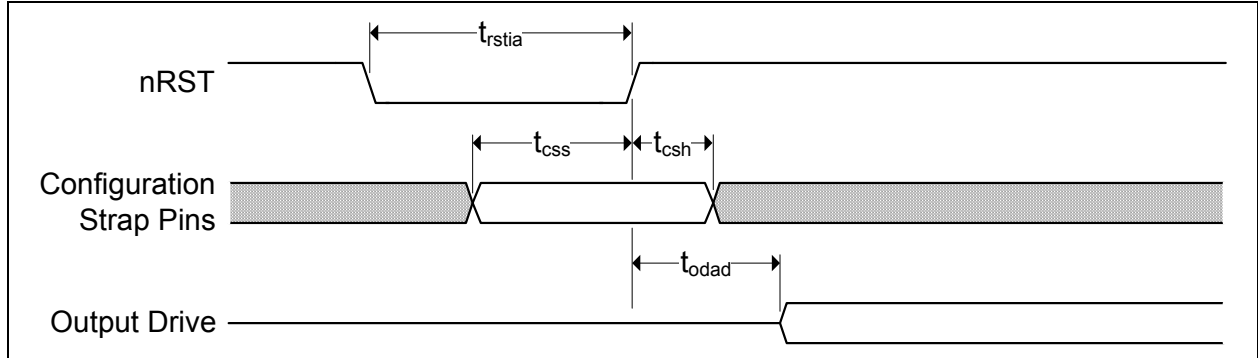 trstia
nRST
tcss
tcsh
Configuration
Strap Pins
todad
Output Drive